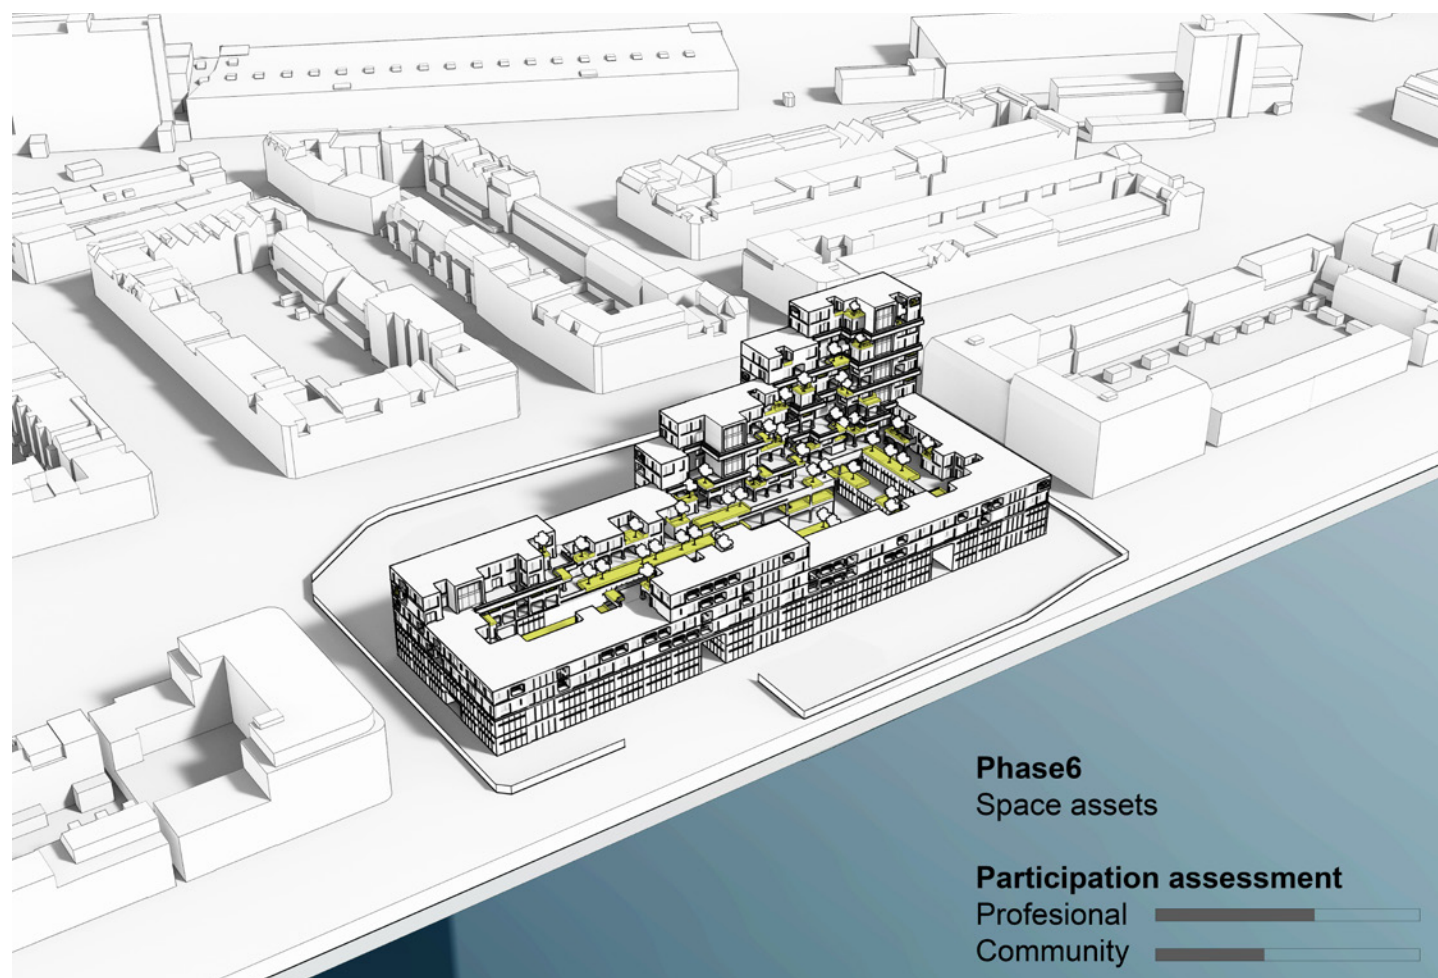 Phase6
Space assets
Participation assessment
Profesional
Community